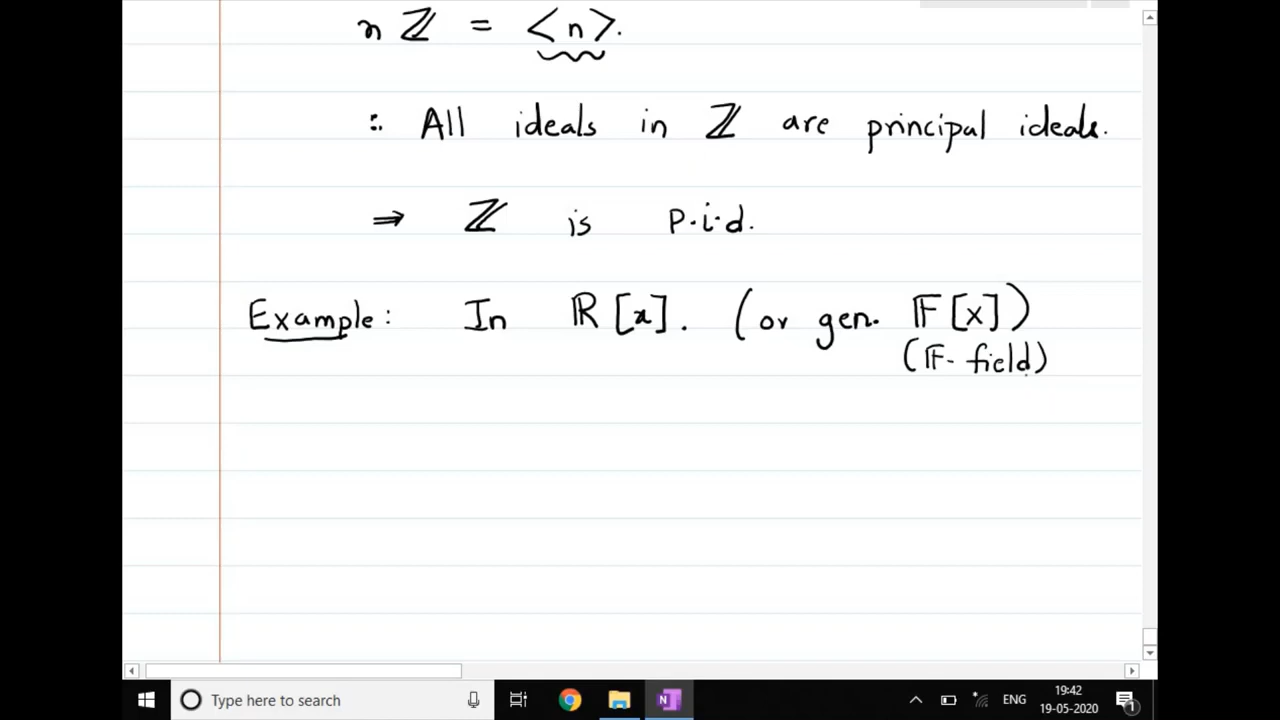 n ℤ = <n>.
∴ All ideals in ℤ are principal ideals.
⇒ ℤ is p.i.d.
Example: In ℝ[x]. (or gen. 𝔽[x])
(𝔽- field)
Type here to search
ENG
19:42
19-05-2020
1